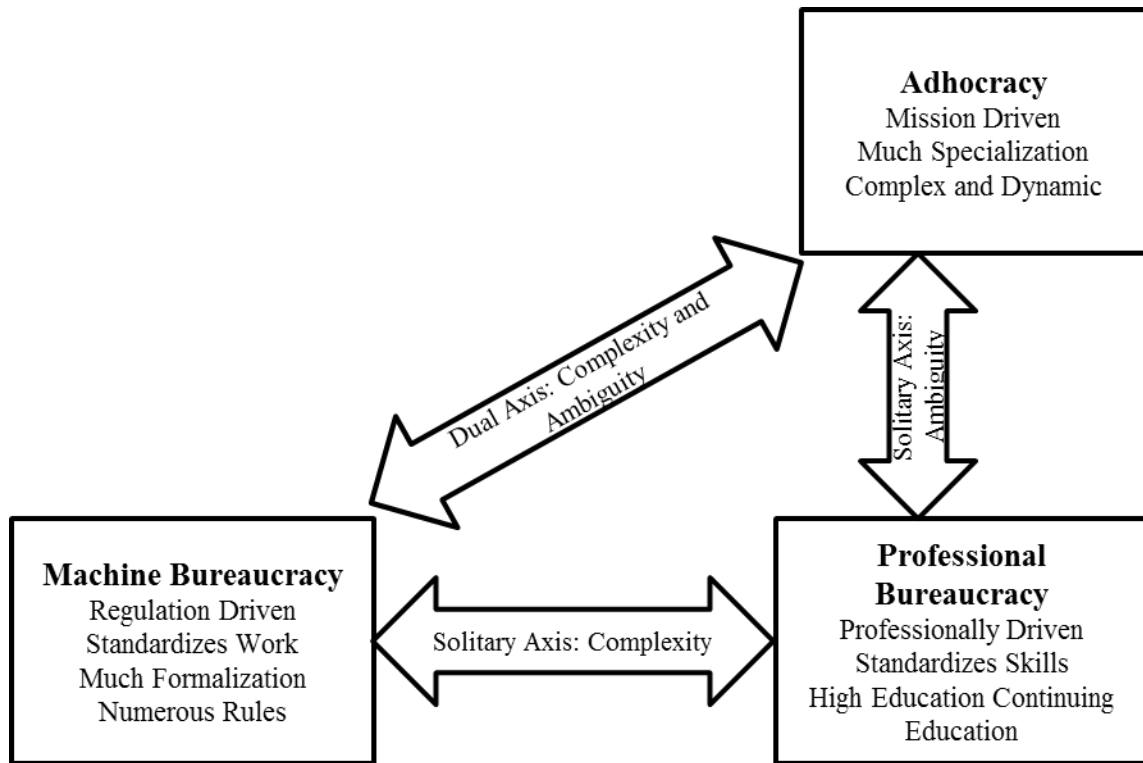 Adhocracy
Mission Driven
Much Specialization
Complex and Dynamic
Dual Axis: Complexity and
Ambiguity
Solitary Axis:
Ambiguity
Machine Bureaucracy
Regulation Driven
Standardizes Work
Much Formalization
Numerous Rules
Solitary Axis: Complexity
Professional
Bureaucracy
Professionally Driven
Standardizes Skills
High Education Continuing
Education